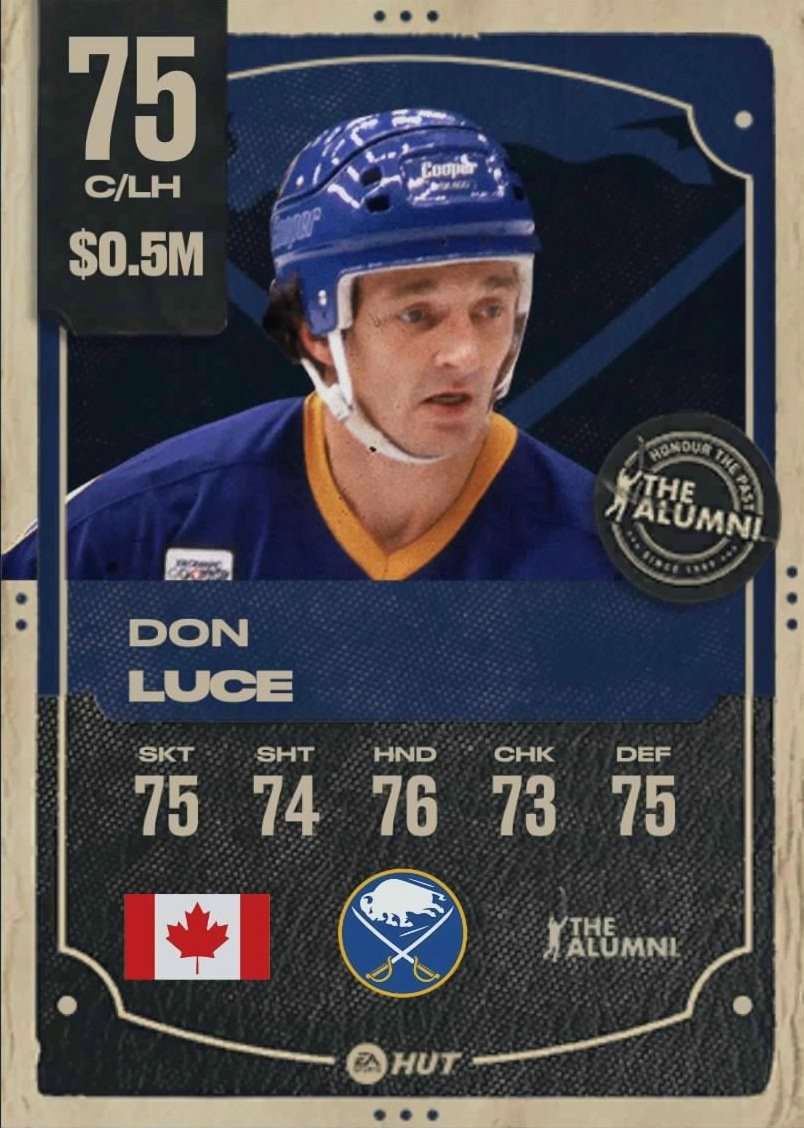 75
C/LH
$0.5M
Cooper
HONOUR THE PAST
THE
ALUMNI
DON
LUCE
SKT SHT HND CHK DEF
75 74 76 73 75
THE
ALUMNI
EA HUT